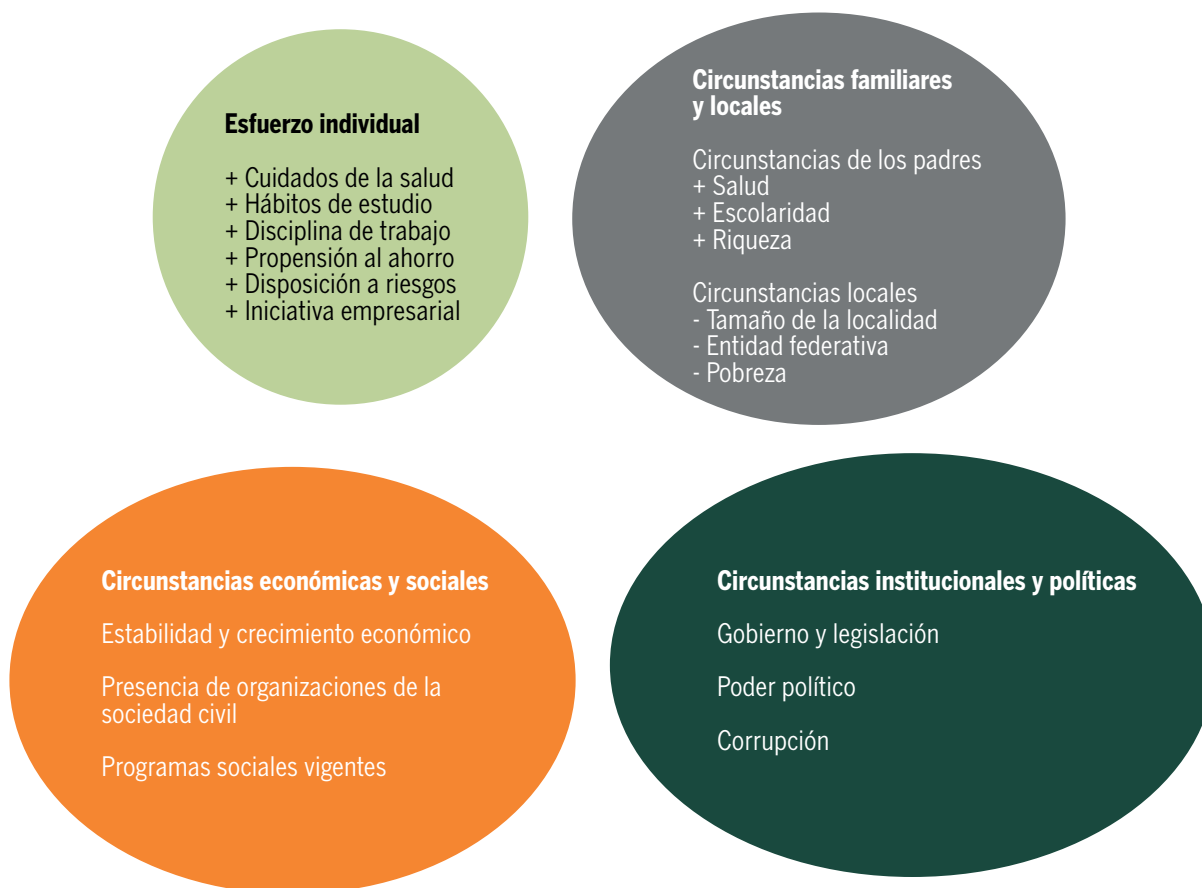 Esfuerzo individual
+ Cuidados de la salud
+ Hábitos de estudio
+ Disciplina de trabajo
+ Propensión al ahorro
+ Disposición a riesgos
+ Iniciativa empresarial
Circunstancias familiares
y locales
Circunstancias de los padres
+ Salud
+ Escolaridad
+ Riqueza
Circunstancias locales
- Tamaño de la localidad
- Entidad federativa
- Pobreza
Circunstancias económicas y sociales
Estabilidad y crecimiento económico
Presencia de organizaciones de la
sociedad civil
Programas sociales vigentes
Circunstancias institucionales y políticas
Gobierno y legislación
Poder político
Corrupción